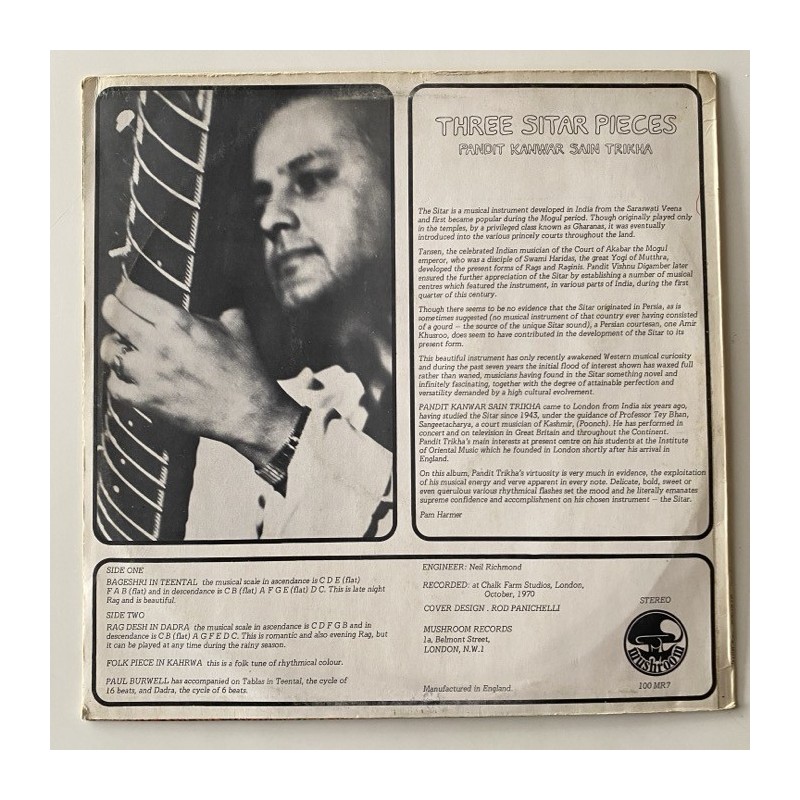 THREE SITAR PIECES
PANDIT KANWAR SAIN TRIKHA
The Sitar is a musical instrument developed in India from the Saraswati Veena
and first became popular during the Mogul period. Though originally played only
in the temples, by a privileged class known as Gharanas, it was eventually
introduced into the various princely courts throughout the land.
Tansen, the celebrated Indian musician of the Court of Akabar the Mogul
emperor, who was a disciple of Swami Haridas, the great Yogi of Mutthra,
developed the present forms of Rags and Raginis. Pandit Vishnu Digamber later
ensured the further appreciation of the Sitar by establishing a number of musical
centres which featured the instrument, in various parts of India, during the first
quarter of this century.
Though there seems to be no evidence that the Sitar originated in Persia, as is
sometimes suggested (no musical instrument of that country ever having consisted
of a gourd — the source of the unique Sitar sound), a Persian courtesan, one Amir
Khusroo, does seem to have contributed in the development of the Sitar to its
present form.
This beautiful instrument has only recently awakened Western musical curiosity
and during the past seven years the initial flood of interest shown has waxed full
rather than waned, musicians having found in the Sitar something novel and
infinitely fascinating, together with the degree of attainable perfection and
versatility demanded by a high cultural evolvement.
PANDIT KANWAR SAIN TRIKHA came to London from India six years ago,
having studied the Sitar since 1943, under the guidance of Professor Tey Bhan,
Sangeetacharya, a court musician of Kashmir, (Poonch). He has performed in
concert and on television in Great Britain and throughout the Continent.
Pandit Trikha's main interests at present centre on his students at the Institute
of Oriental Music which he founded in London shortly after his arrival in
England.
On this album, Pandit Trikha's virtuosity is very much in evidence, the exploitation
of his musical energy and verve apparent in every note. Delicate, bold, sweet or
even querulous various rhythmical flashes set the mood and he literally emanates
supreme confidence and accomplishment on his chosen instrument — the Sitar.
Pam Harmer
SIDE ONE
BAGESHRI IN TEENTAL the musical scale in ascendance is C D E (flat)
F A B (flat) and in descendance is C B (flat) A F G E (flat) D C. This is late night
Rag and is beautiful.
SIDE TWO
RAG DESH IN DADRA the musical scale in ascendance is C D F G B and in
descendance is C B (flat) A G F E D C. This is romantic and also evening Rag, but
it can be played at any time during the rainy season.
FOLK PIECE IN KAHRWA this is a folk tune of rhythmical colour.
PAUL BURWELL has accompanied on Tablas in Teental, the cycle of
16 beats, and Dadra, the cycle of 6 beats.
ENGINEER: Neil Richmond
RECORDED: at Chalk Farm Studios, London,
October, 1970
COVER DESIGN . ROD PANICHELLI
MUSHROOM RECORDS
1a, Belmont Street,
LONDON, N.W.1
Manufactured in England.
STEREO
mushroom
100 MR7